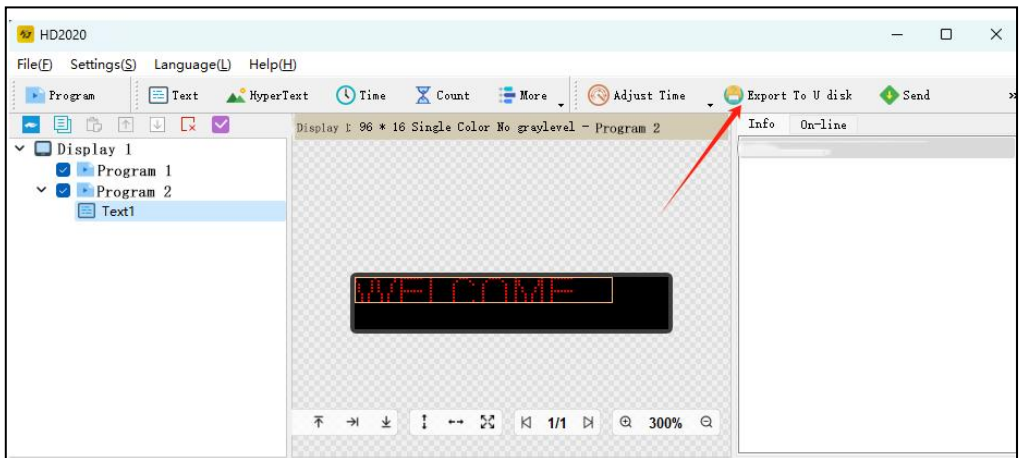 HD2020
File(F) Settings(S) Language(L) Help(H)
Program Text HyperText Time Count More Adjust Time Export To U disk Send »
Display 1: 96 * 16 Single Color No graylevel - Program 2
Info On-line
Display 1
Program 1
Program 2
Text1
WELCOME
1/1 300%